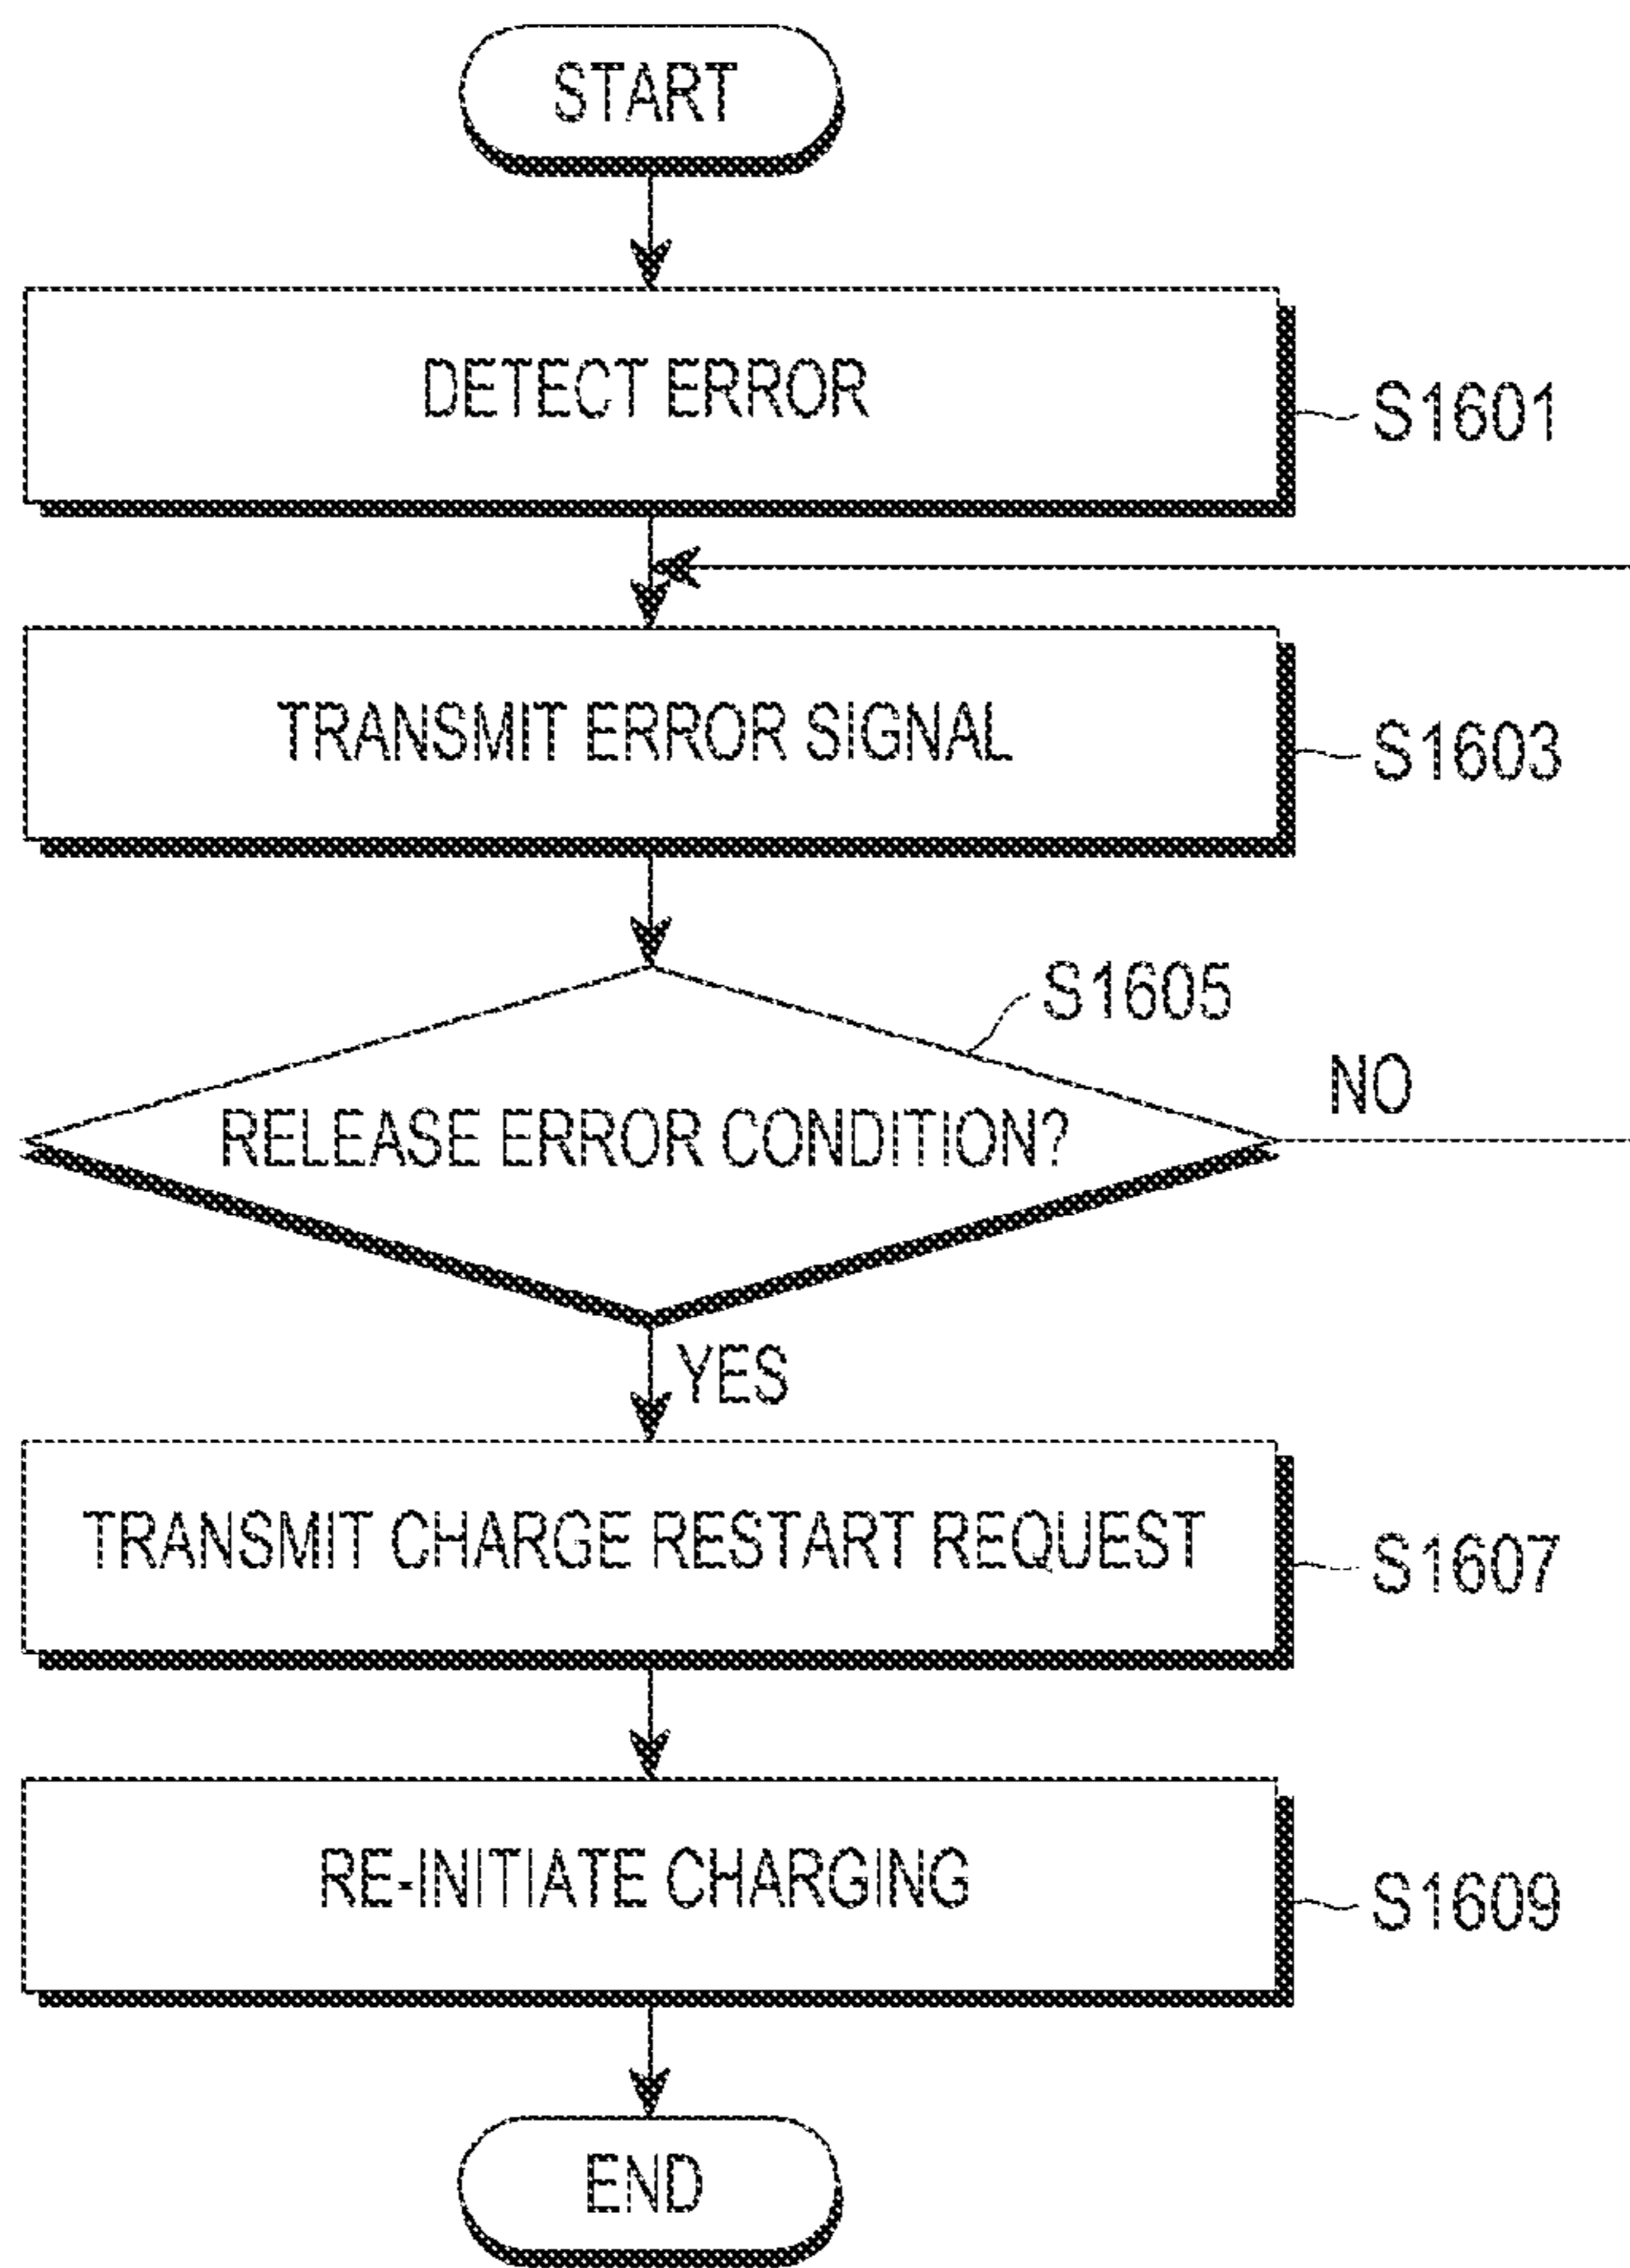 START
DETECT ERROR
S1601
TRANSMIT ERROR SIGNAL
S1603
S1605
RELEASE ERROR CONDITION?
NO
YES
TRANSMIT CHARGE RESTART REQUEST
S1607
RE-INITIATE CHARGING
S1609
END